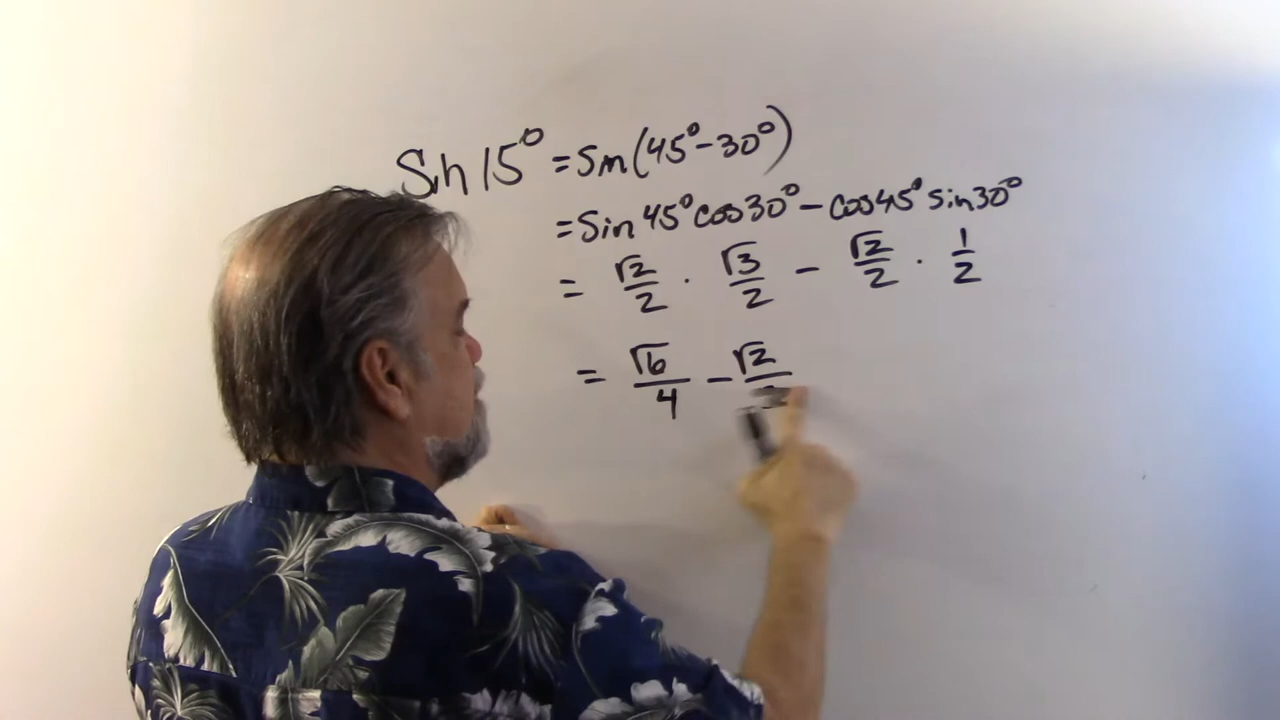 Sin 15° = Sin(45° - 30°)
= Sin 45° cos 30° - cos 45° sin 30°
= √2/2 · √3/2 - √2/2 · 1/2
= √6/4 - √2/